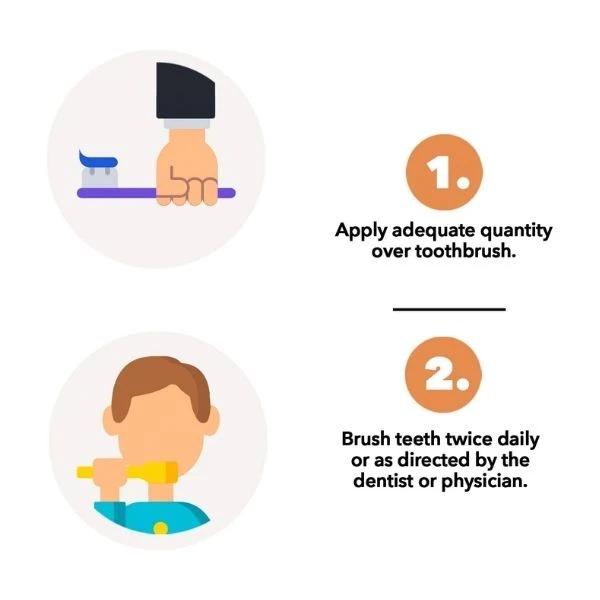 1.
Apply adequate quantity
over toothbrush.
2.
Brush teeth twice daily
or as directed by the
dentist or physician.